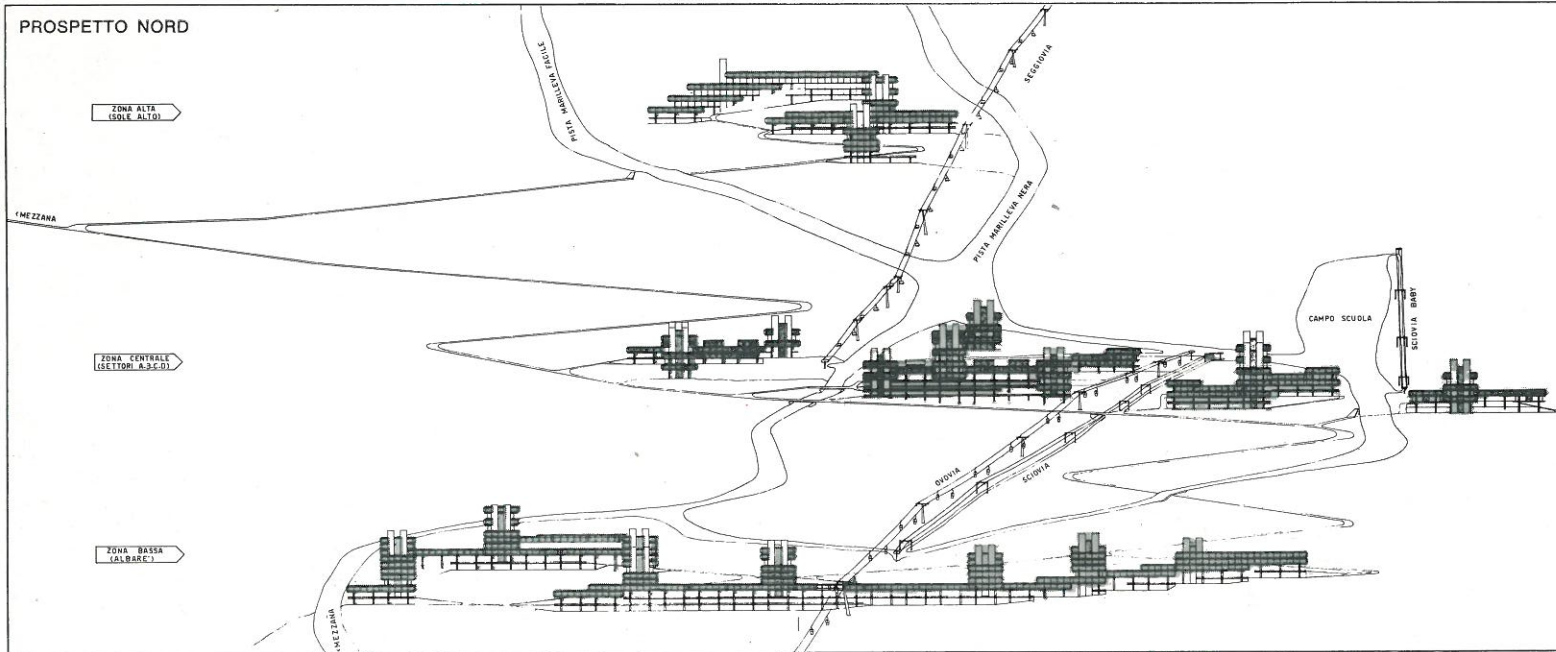 PROSPETTO NORD
PISTA MARILLEVA FACILE
SEGGIOVIA
ZONA ALTA
(SOLE ALTO)
‹MEZZANA
PISTA MARILLEVA NERA
CAMPO SCUOLA
SCIOVIA BABY
ZONA CENTRALE
(SETTORI A-B-C-D)
OVOVIA
SCIOVIA
ZONA BASSA
(ALBARE')
‹MEZZANA